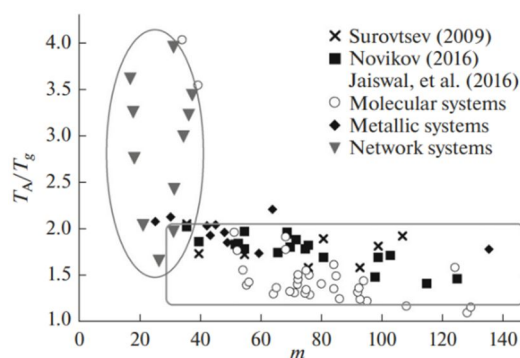 4.0
3.5
3.0
2.5
2.0
1.5
1.0
T_A/T_g
0
20
40
60
80
100
120
140
m
Surovtsev (2009)
Novikov (2016)
Jaiswal, et al. (2016)
Molecular systems
Metallic systems
Network systems